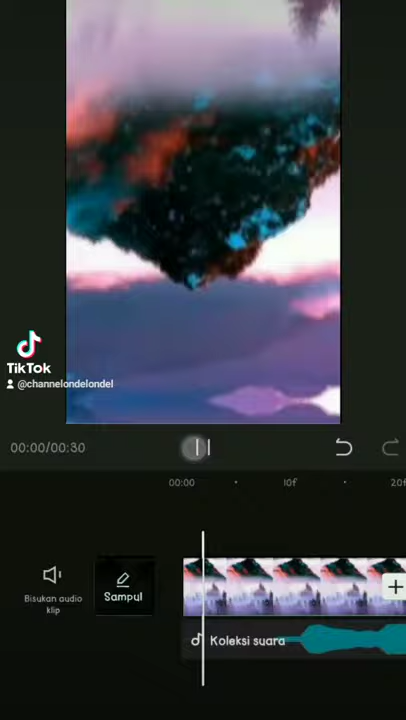 TikTok
@channelondelondel
00:00/00:30
00:00
10f
20f
Bisukan audio
klip
Sampul
Koleksi suara